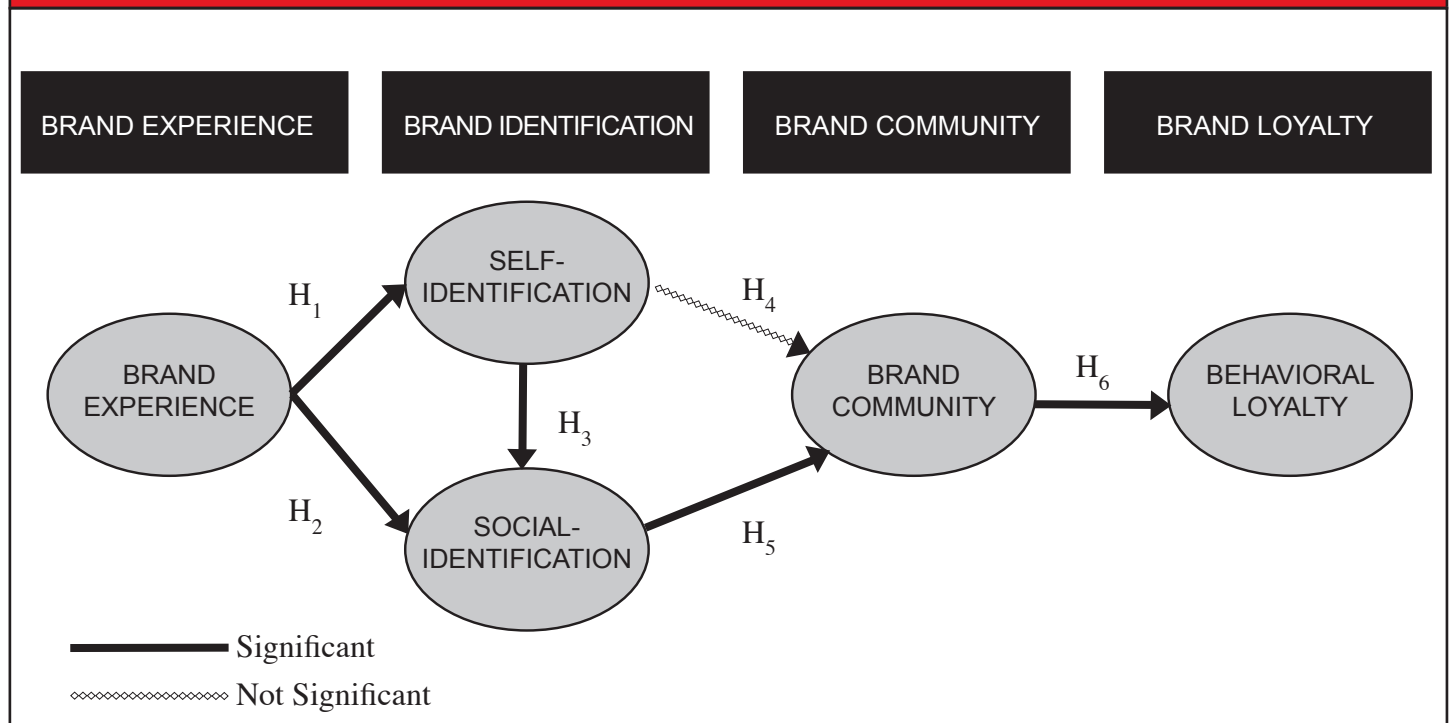 BRAND EXPERIENCE
BRAND IDENTIFICATION
BRAND COMMUNITY
BRAND LOYALTY
SELF-
IDENTIFICATION
H1
H4
BRAND
EXPERIENCE
BRAND
COMMUNITY
H6
BEHAVIORAL
LOYALTY
H3
H2
SOCIAL-
IDENTIFICATION
H5
Significant
Not Significant